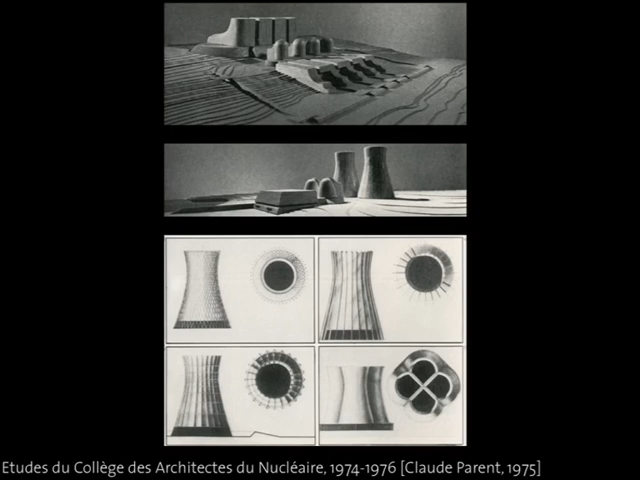 Etudes du Collège des Architectes du Nucléaire, 1974-1976 [Claude Parent, 1975]